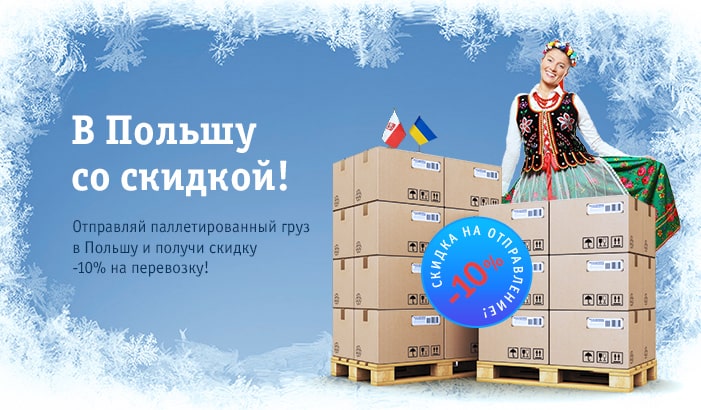 В Польшу
со скидкой!
Отправляй паллетированный груз
в Польшу и получи скидку
-10% на перевозку!
СКИДКА НА ОТПРАВЛЕНИЕ!
-10%